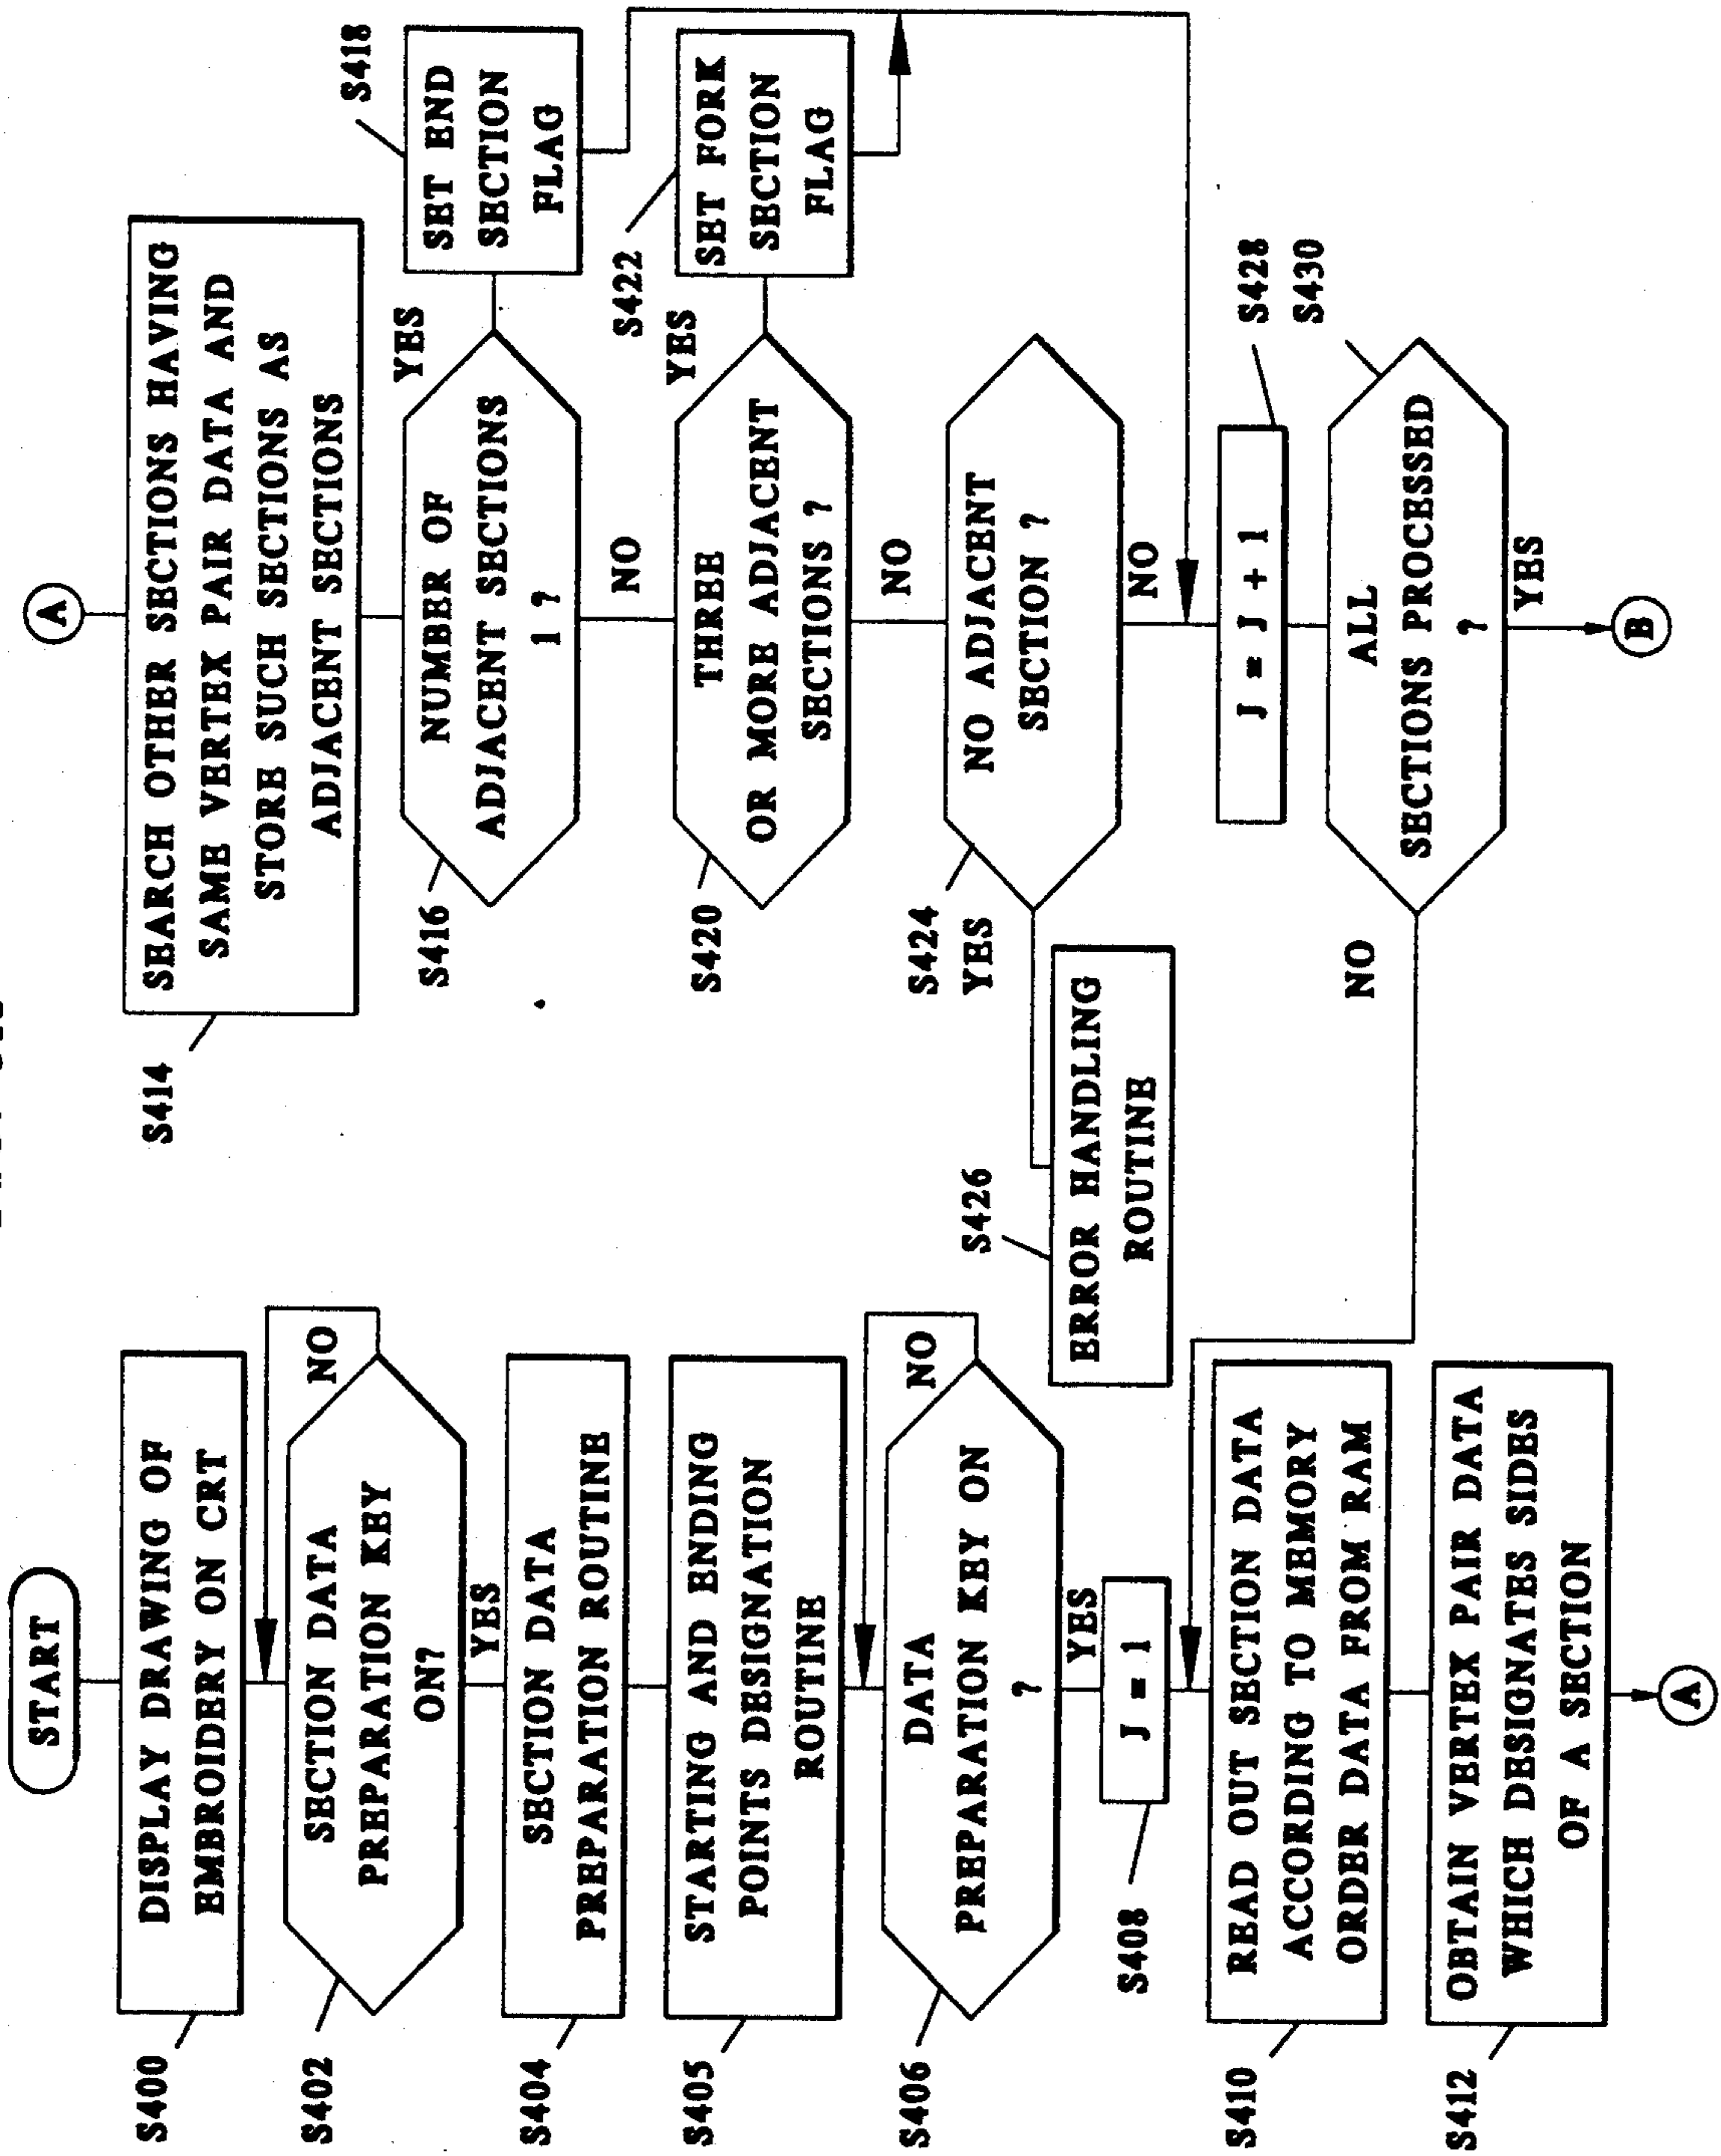 START
S400
DISPLAY DRAWING OF
EMBROIDERY ON CRT
S402
SECTION DATA
PREPARATION KEY
ON?
NO
YES
S404
SECTION DATA
PREPARATION ROUTINE
S405
STARTING AND ENDING
POINTS DESIGNATION
ROUTINE
S406
DATA
PREPARATION KEY ON
?
NO
YES
S408
J = 1
S410
READ OUT SECTION DATA
ACCORDING TO MEMORY
ORDER DATA FROM RAM
S412
OBTAIN VERTEX PAIR DATA
WHICH DESIGNATES SIDES
OF A SECTION
A
A
S414
SEARCH OTHER SECTIONS HAVING
SAME VERTEX PAIR DATA AND
STORE SUCH SECTIONS AS
ADJACENT SECTIONS
S416
NUMBER OF
ADJACENT SECTIONS
1 ?
YES
NO
S418
SET END
SECTION
FLAG
S420
THREE
OR MORE ADJACENT
SECTIONS ?
YES
NO
S422
SET FORK
SECTION
FLAG
S424
NO ADJACENT
SECTION ?
YES
NO
S426
ERROR HANDLING
ROUTINE
S428
J = J + 1
S430
ALL
SECTIONS PROCESSED
?
NO
YES
B